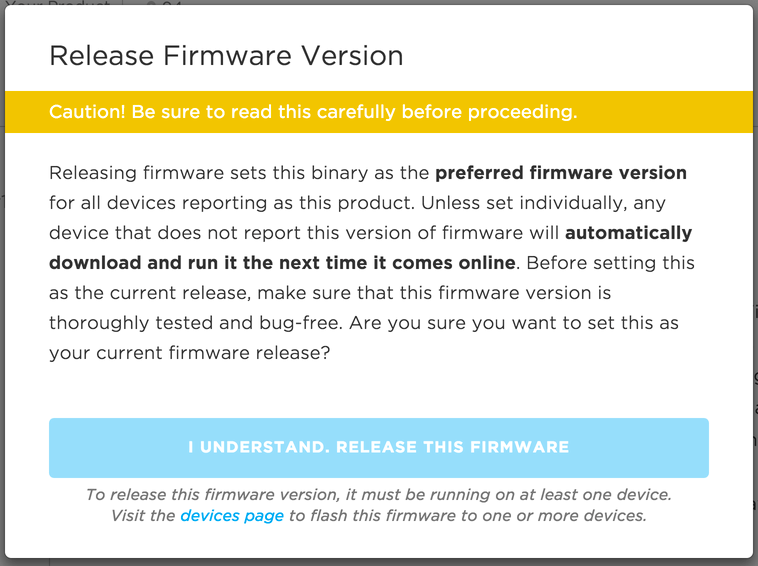 Release Firmware Version
Caution! Be sure to read this carefully before proceeding.
Releasing firmware sets this binary as the preferred firmware version
for all devices reporting as this product. Unless set individually, any
device that does not report this version of firmware will automatically
download and run it the next time it comes online. Before setting this
as the current release, make sure that this firmware version is
thoroughly tested and bug-free. Are you sure you want to set this as
your current firmware release?
I UNDERSTAND. RELEASE THIS FIRMWARE
To release this firmware version, it must be running on at least one device.
Visit the devices page to flash this firmware to one or more devices.